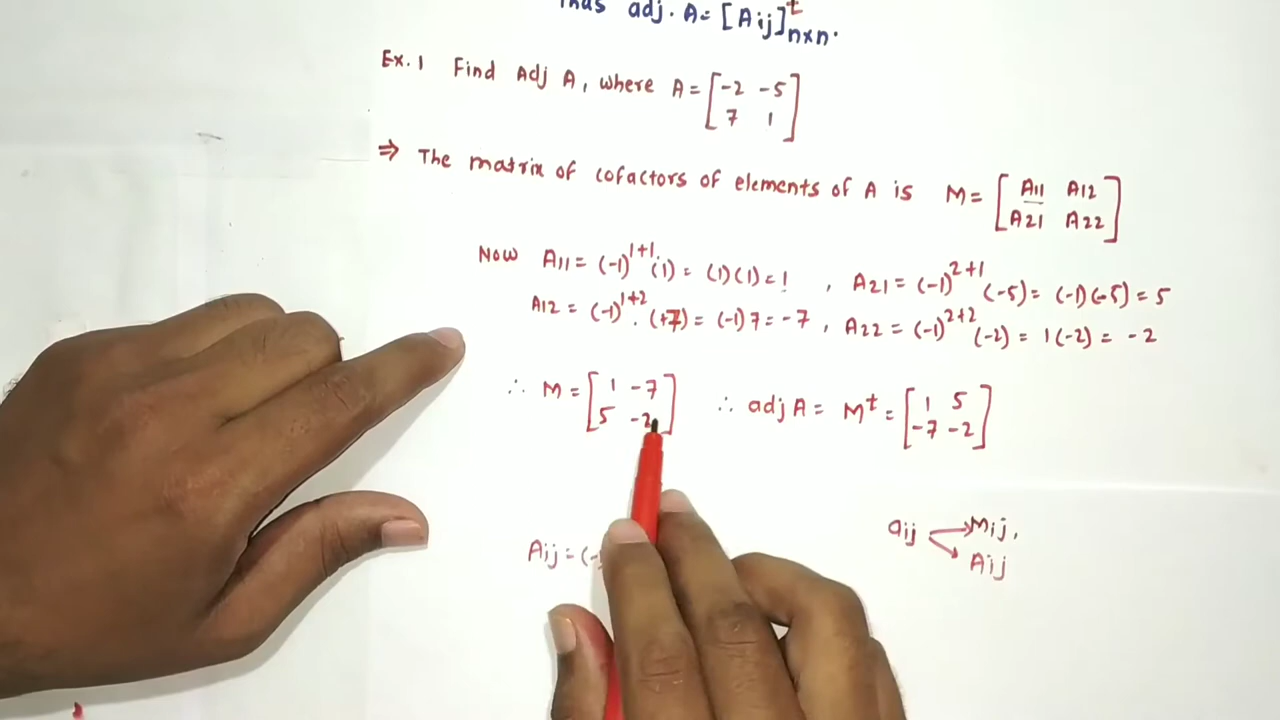 Thus adj. A = [Aij]ᵗn×n.
Ex.1 Find Adj A, where A = [-2 -5
7 1]
⇒ The matrix of cofactors of elements of A is M = [A11 A12
A21 A22]
Now A11 = (-1)^1+1.(1) = (1)(1) = 1 , A21 = (-1)^2+1 (-5) = (-1)(-5) = 5
A12 = (-1)^1+2.(+7) = (-1)7 = -7 , A22 = (-1)^2+2 (-2) = 1(-2) = -2
∴ M = [1 -7
5 -2] ∴ adj A = Mᵗ = [1 5
-7 -2]
aij Mij,
Aij
Aij = (-